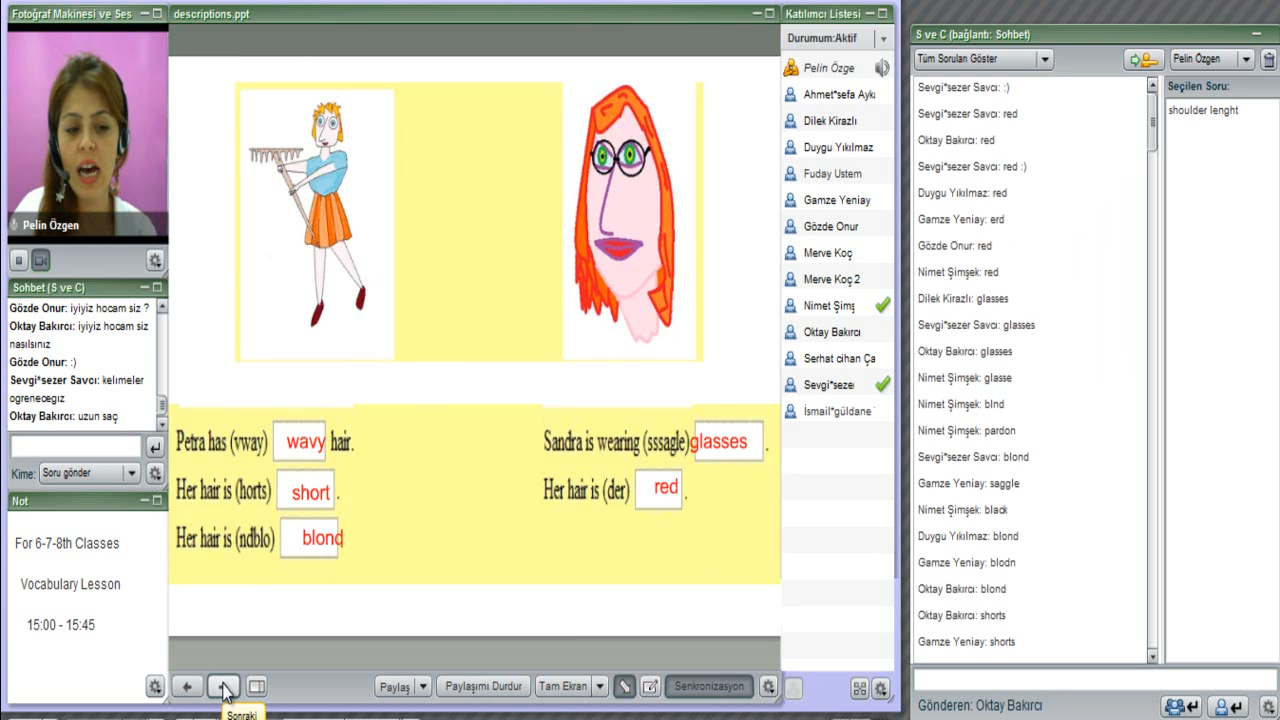 Fotoğraf Makinesi ve Ses
Pelin Özgen
Sohbet (S ve C)
Gözde Onur: iyiyiz hocam siz ?
Oktay Bakırcı: iyiyiz hocam siz
nasılsınız
Gözde Onur: :)
Sevgi*sezer Savcı: kelımeler
ogrenecegız
Oktay Bakırcı: uzun saç
Kime: Soru gönder
Not
For 6-7-8th Classes
Vocabulary Lesson
15:00 - 15:45
descriptions.ppt
Petra has (vway) wavy hair.
Her hair is (horts) short .
Her hair is (ndblo) blond
Sandra is wearing (sssagle) glasses .
Her hair is (der) red .
Sonraki
Paylaş
Paylaşımı Durdur
Tam Ekran
Senkronizasyon
Katılımcı Listesi
Durumum:Aktif
Pelin Özge
Ahmet*sefa Aykı
Dilek Kirazlı
Duygu Yıkılmaz
Fuday Ustem
Gamze Yeniay
Gözde Onur
Merve Koç
Merve Koç 2
Nimet Şimş
Oktay Bakırcı
Serhat cihan Ça
Sevgi*sezer
İsmail*güldane
S ve C (bağlantı: Sohbet)
Tüm Soruları Göster
Pelin Özgen
Sevgi*sezer Savcı: :)
Sevgi*sezer Savcı: red
Oktay Bakırcı: red
Sevgi*sezer Savcı: red :)
Duygu Yıkılmaz: red
Gamze Yeniay: erd
Gözde Onur: red
Nimet Şimşek: red
Dilek Kirazlı: glasses
Sevgi*sezer Savcı: glasses
Oktay Bakırcı: glasses
Nimet Şimşek: glasse
Nimet Şimşek: blnd
Nimet Şimşek: pardon
Sevgi*sezer Savcı: blond
Gamze Yeniay: saggle
Nimet Şimşek: black
Duygu Yıkılmaz: blond
Gamze Yeniay: blodn
Oktay Bakırcı: blond
Oktay Bakırcı: shorts
Gamze Yeniay: shorts
Gönderen: Oktay Bakırcı
Seçilen Soru:
shoulder lenght